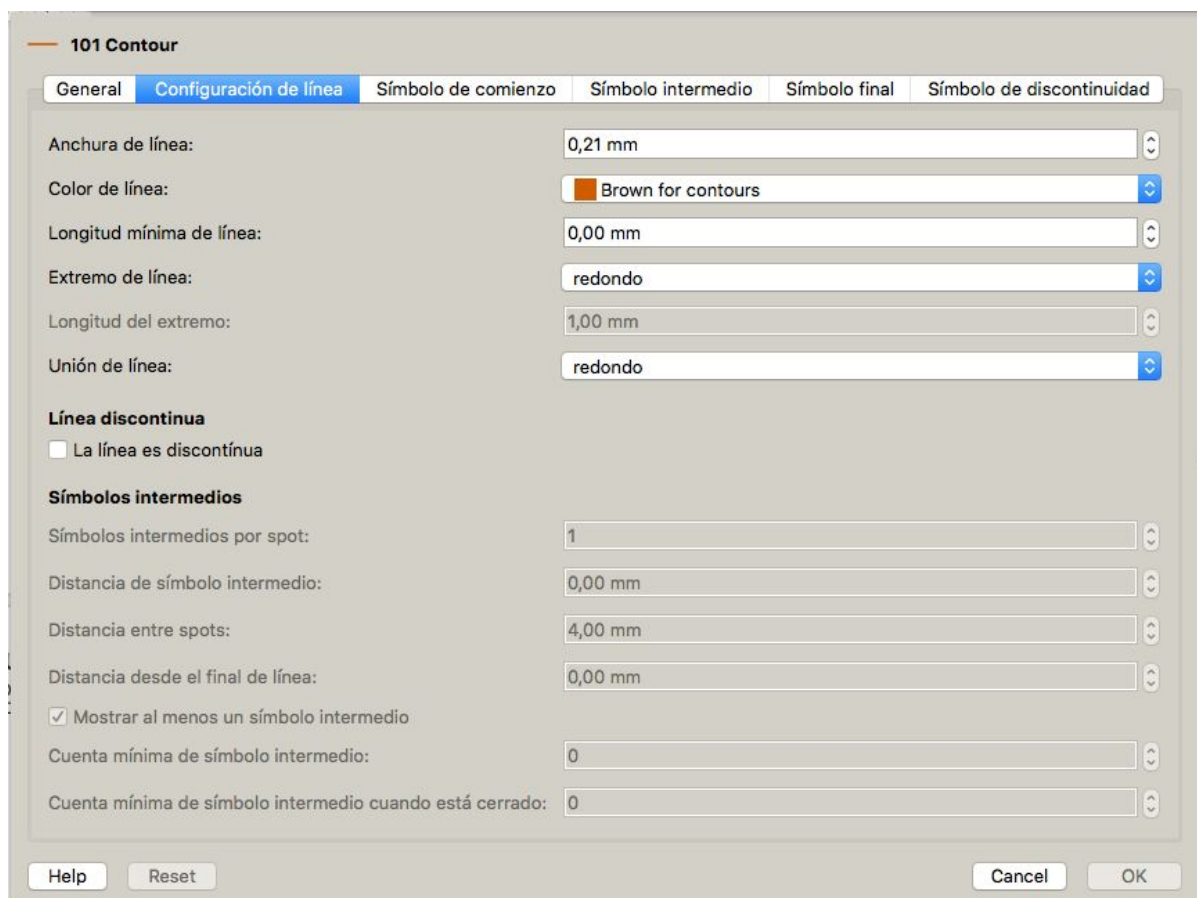 101 Contour
General Configuración de línea Símbolo de comienzo Símbolo intermedio Símbolo final Símbolo de discontinuidad
Anchura de línea: 0,21 mm
Color de línea: Brown for contours
Longitud mínima de línea: 0,00 mm
Extremo de línea: redondo
Longitud del extremo: 1,00 mm
Unión de línea: redondo
Línea discontinua
La línea es discontínua
Símbolos intermedios
Símbolos intermedios por spot: 1
Distancia de símbolo intermedio: 0,00 mm
Distancia entre spots: 4,00 mm
Distancia desde el final de línea: 0,00 mm
Mostrar al menos un símbolo intermedio
Cuenta mínima de símbolo intermedio: 0
Cuenta mínima de símbolo intermedio cuando está cerrado: 0
Help Reset Cancel OK